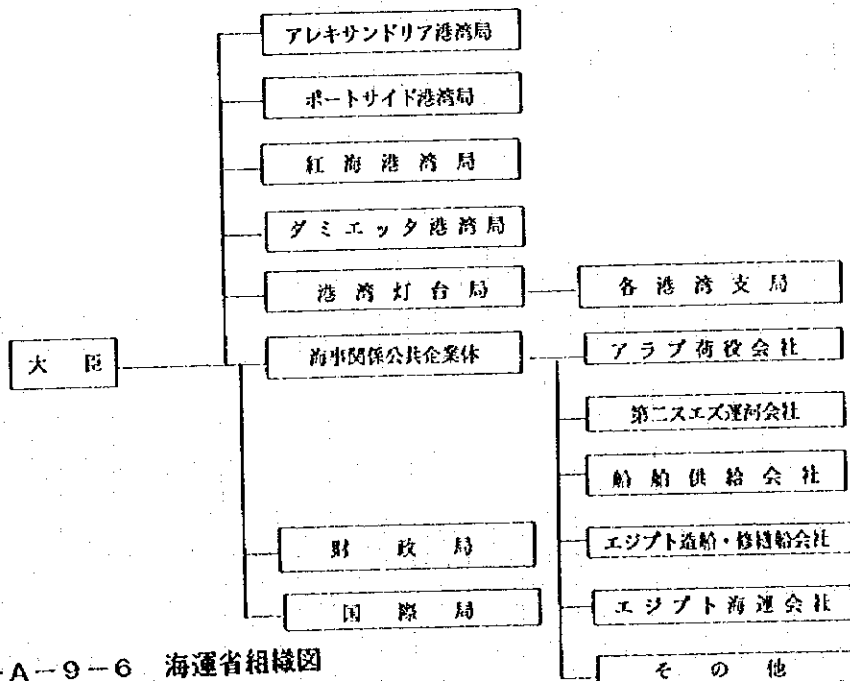 アレキサンドリア港湾局
ポートサイド港湾局
紅海港湾局
ダミエッタ港湾局
港湾灯台局
各港湾支局
大臣
海事関係公共企業体
アラブ荷役会社
第二スエズ運河会社
船舶供給会社
エジプト造船・修繕船会社
財政局
国際局
エジプト海運会社
その他
-A-9-6 海運省組織図